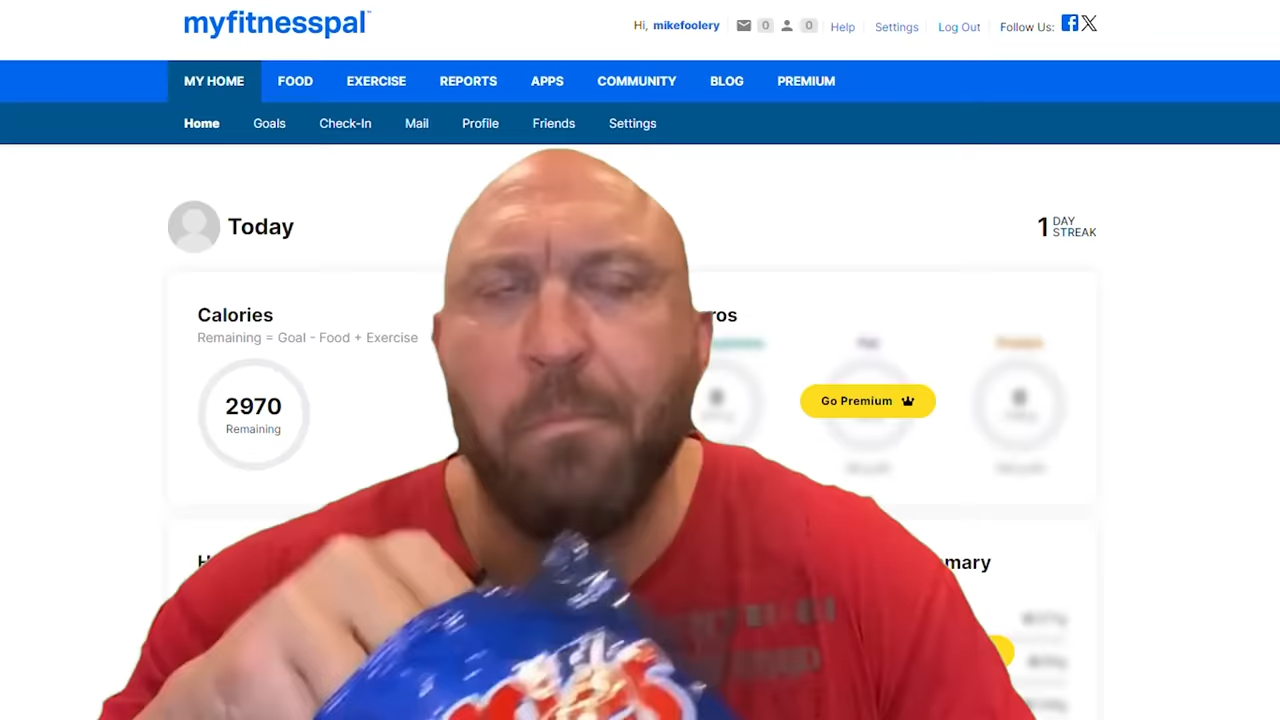 myfitnesspal
Hi, mikefoolery 0 0 Help Settings Log Out Follow Us:
MY HOME FOOD EXERCISE REPORTS APPS COMMUNITY BLOG PREMIUM
Home Goals Check-In Mail Profile Friends Settings
Today
1 DAY
STREAK
Calories
Remaining = Goal - Food + Exercise
2970
Remaining
ros
Go Premium
mary